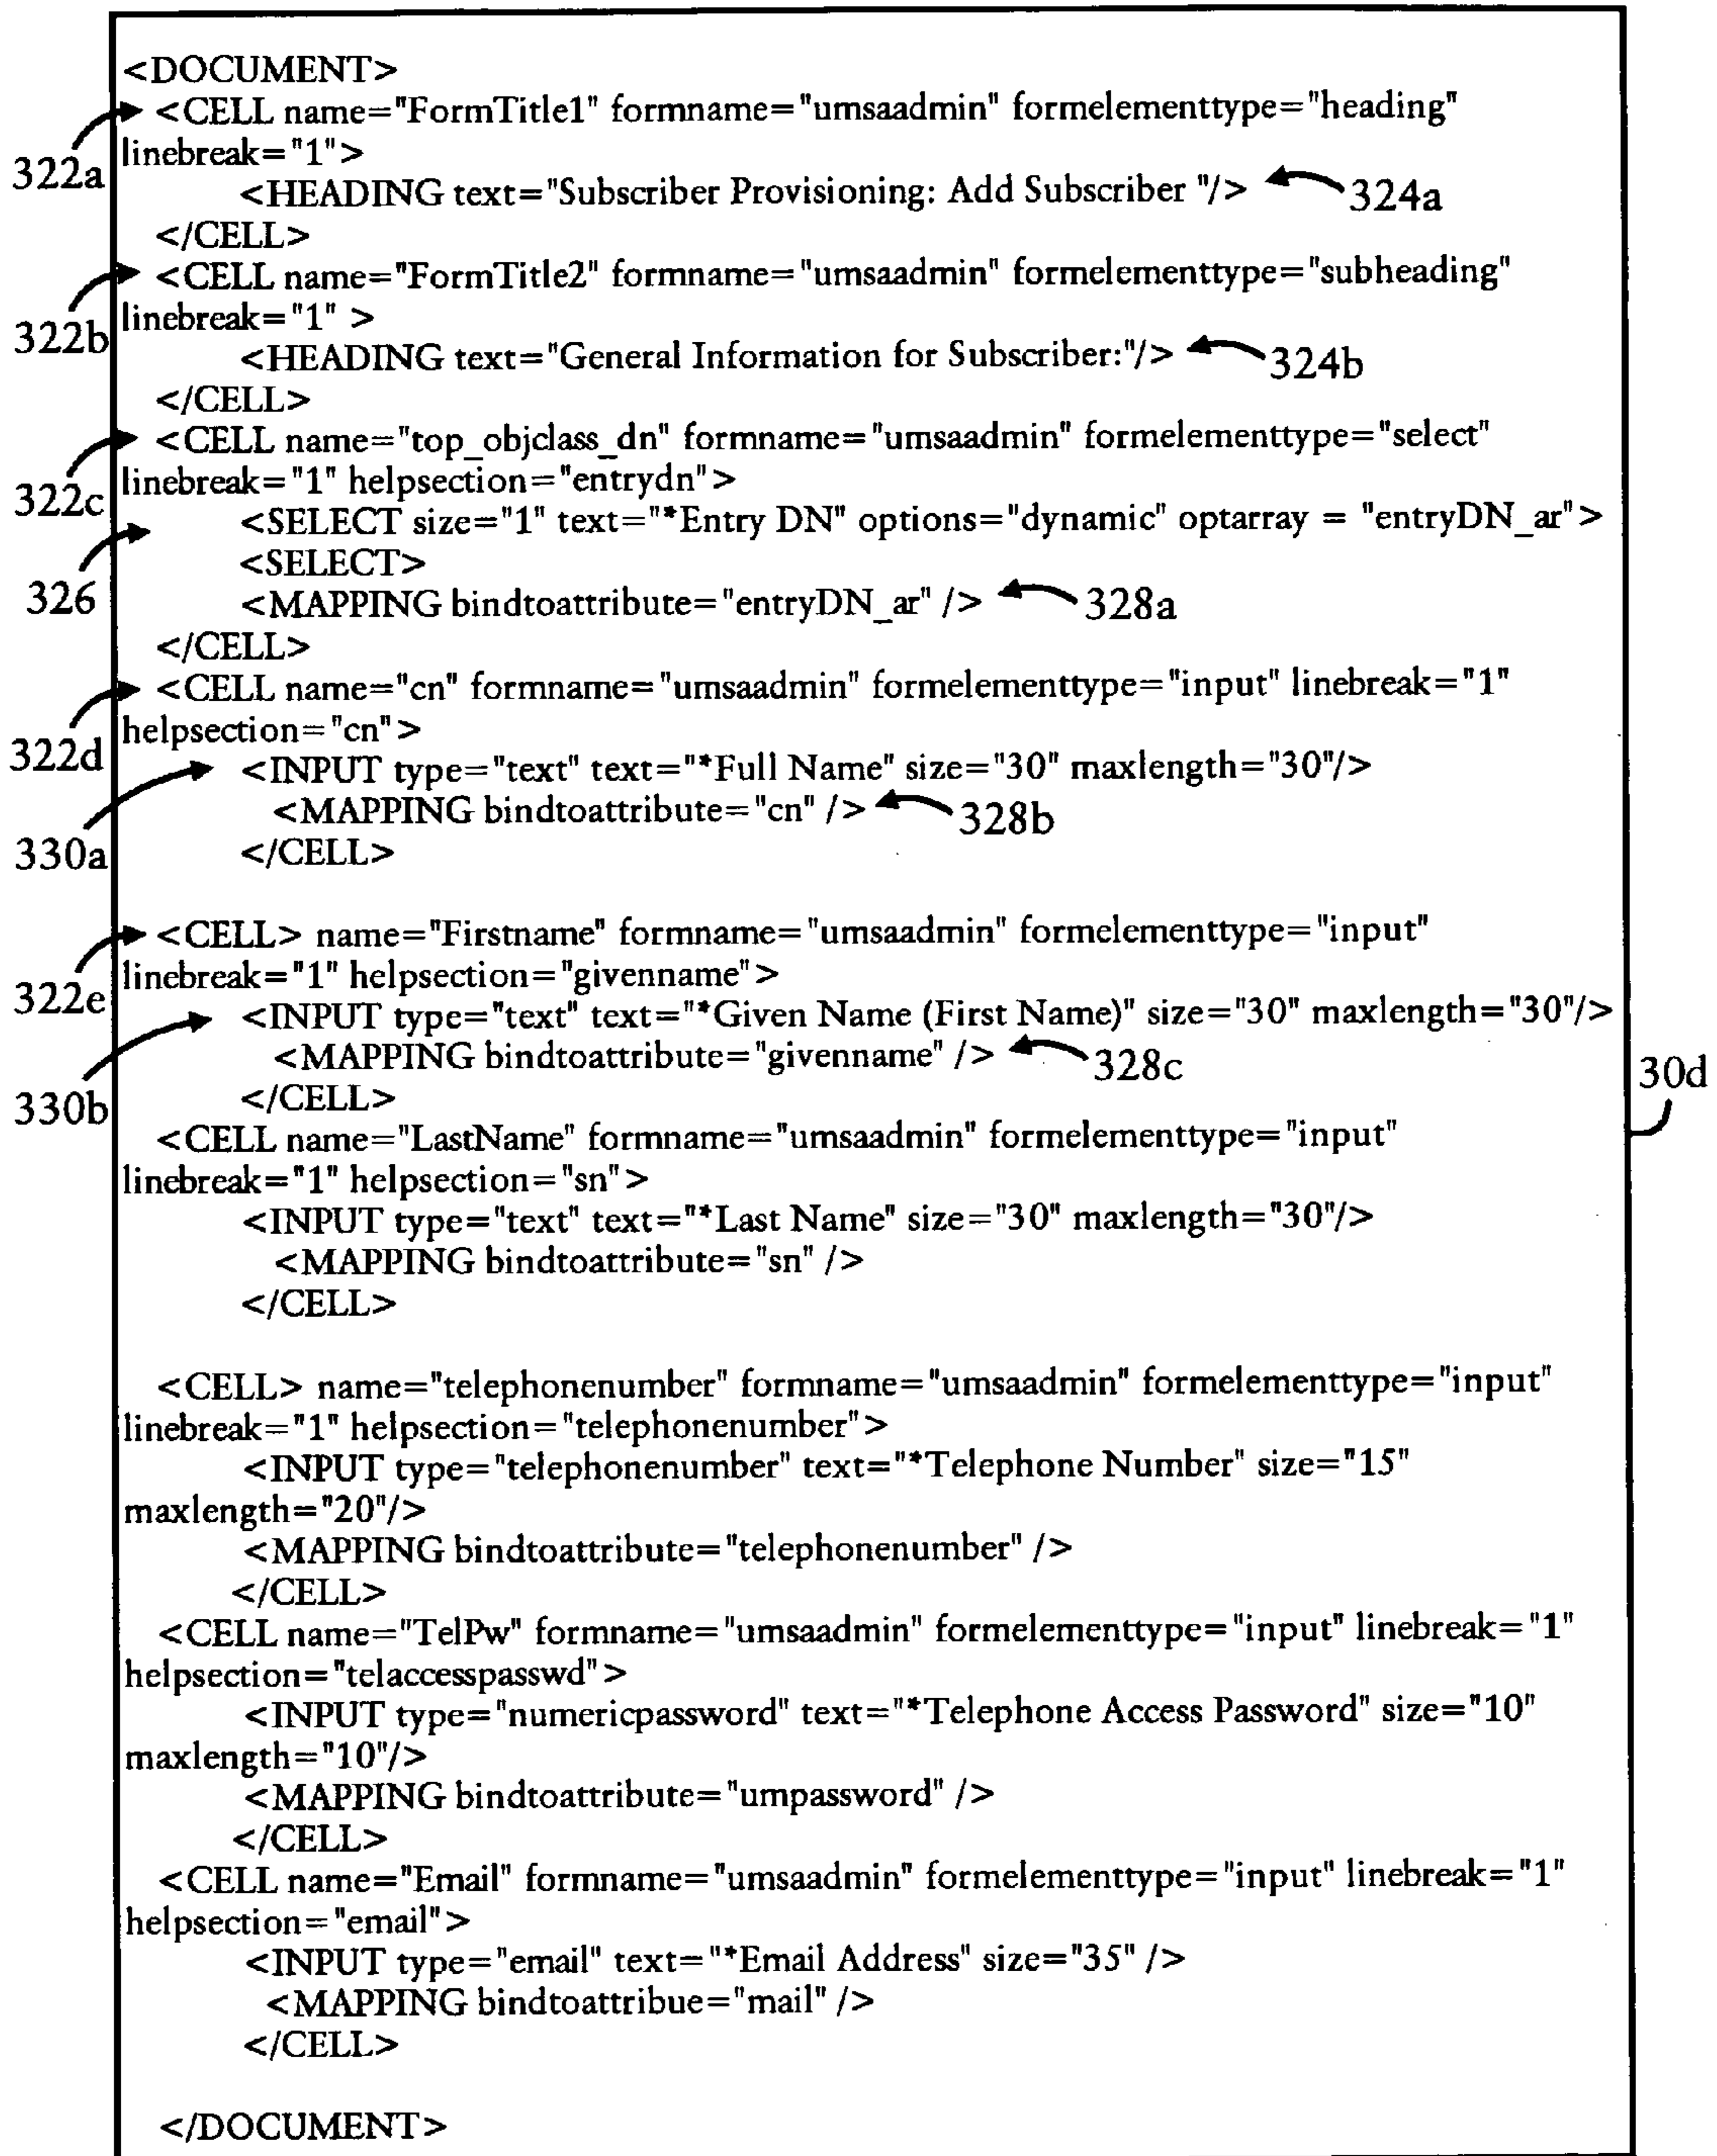 <DOCUMENT>
<CELL name="FormTitle1" formname="umsaadmin" formelementtype="heading"
322a
linebreak="1">
<HEADING text="Subscriber Provisioning: Add Subscriber "/>
324a
</CELL>
<CELL name="FormTitle2" formname="umsaadmin" formelementtype="subheading"
322b
linebreak="1" >
<HEADING text="General Information for Subscriber:"/>
324b
</CELL>
<CELL name="top_objclass_dn" formname="umsaadmin" formelementtype="select"
322c
linebreak="1" helpsection="entrydn">
<SELECT size="1" text="*Entry DN" options="dynamic" optarray = "entryDN_ar">
<SELECT>
326
<MAPPING bindtoattribute="entryDN_ar" />
328a
</CELL>
<CELL name="cn" formname="umsaadmin" formelementtype="input" linebreak="1"
helpsection="cn">
322d
<INPUT type="text" text="*Full Name" size="30" maxlength="30"/>
<MAPPING bindtoattribute="cn" />
328b
330a
</CELL>
<CELL> name="Firstname" formname="umsaadmin" formelementtype="input"
322e
linebreak="1" helpsection="givenname">
<INPUT type="text" text="*Given Name (First Name)" size="30" maxlength="30"/>
<MAPPING bindtoattribute="givenname" />
328c
30d
330b
</CELL>
<CELL name="LastName" formname="umsaadmin" formelementtype="input"
linebreak="1" helpsection="sn">
<INPUT type="text" text="*Last Name" size="30" maxlength="30"/>
<MAPPING bindtoattribute="sn" />
</CELL>
<CELL> name="telephonenumber" formname="umsaadmin" formelementtype="input"
linebreak="1" helpsection="telephonenumber">
<INPUT type="telephonenumber" text="*Telephone Number" size="15"
maxlength="20"/>
<MAPPING bindtoattribute="telephonenumber" />
</CELL>
<CELL name="TelPw" formname="umsaadmin" formelementtype="input" linebreak="1"
helpsection="telaccesspasswd">
<INPUT type="numericpassword" text="*Telephone Access Password" size="10"
maxlength="10"/>
<MAPPING bindtoattribute="umpassword" />
</CELL>
<CELL name="Email" formname="umsaadmin" formelementtype="input" linebreak="1"
helpsection="email">
<INPUT type="email" text="*Email Address" size="35" />
<MAPPING bindtoattribue="mail" />
</CELL>
</DOCUMENT>